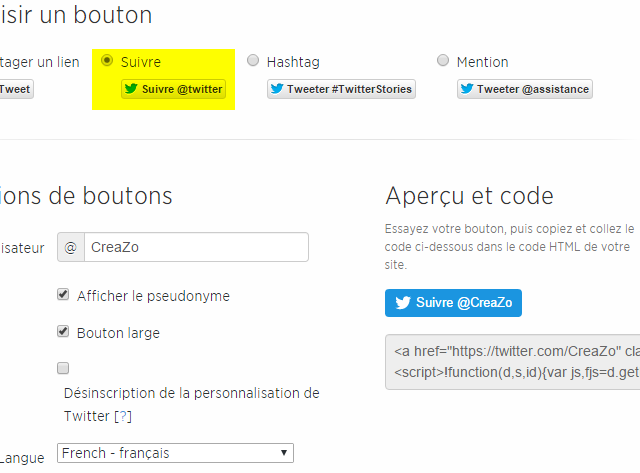 isir un bouton
tager un lien
Suivre
Hashtag
Mention
Tweet
Suivre @twitter
Tweeter #TwitterStories
Tweeter @assistance
ions de boutons
Aperçu et code
Essayez votre bouton, puis copiez et collez le
code ci-dessous dans le code HTML de votre
site.
lisateur
@
CreaZo
Afficher le pseudonyme
Suivre @CreaZo
Bouton large
<a href="https://twitter.com/CreaZo" cla
<script>!function(d,s,id){var js,fjs=d.get
Désinscription de la personnalisation de
Twitter [?]
Langue
French - français